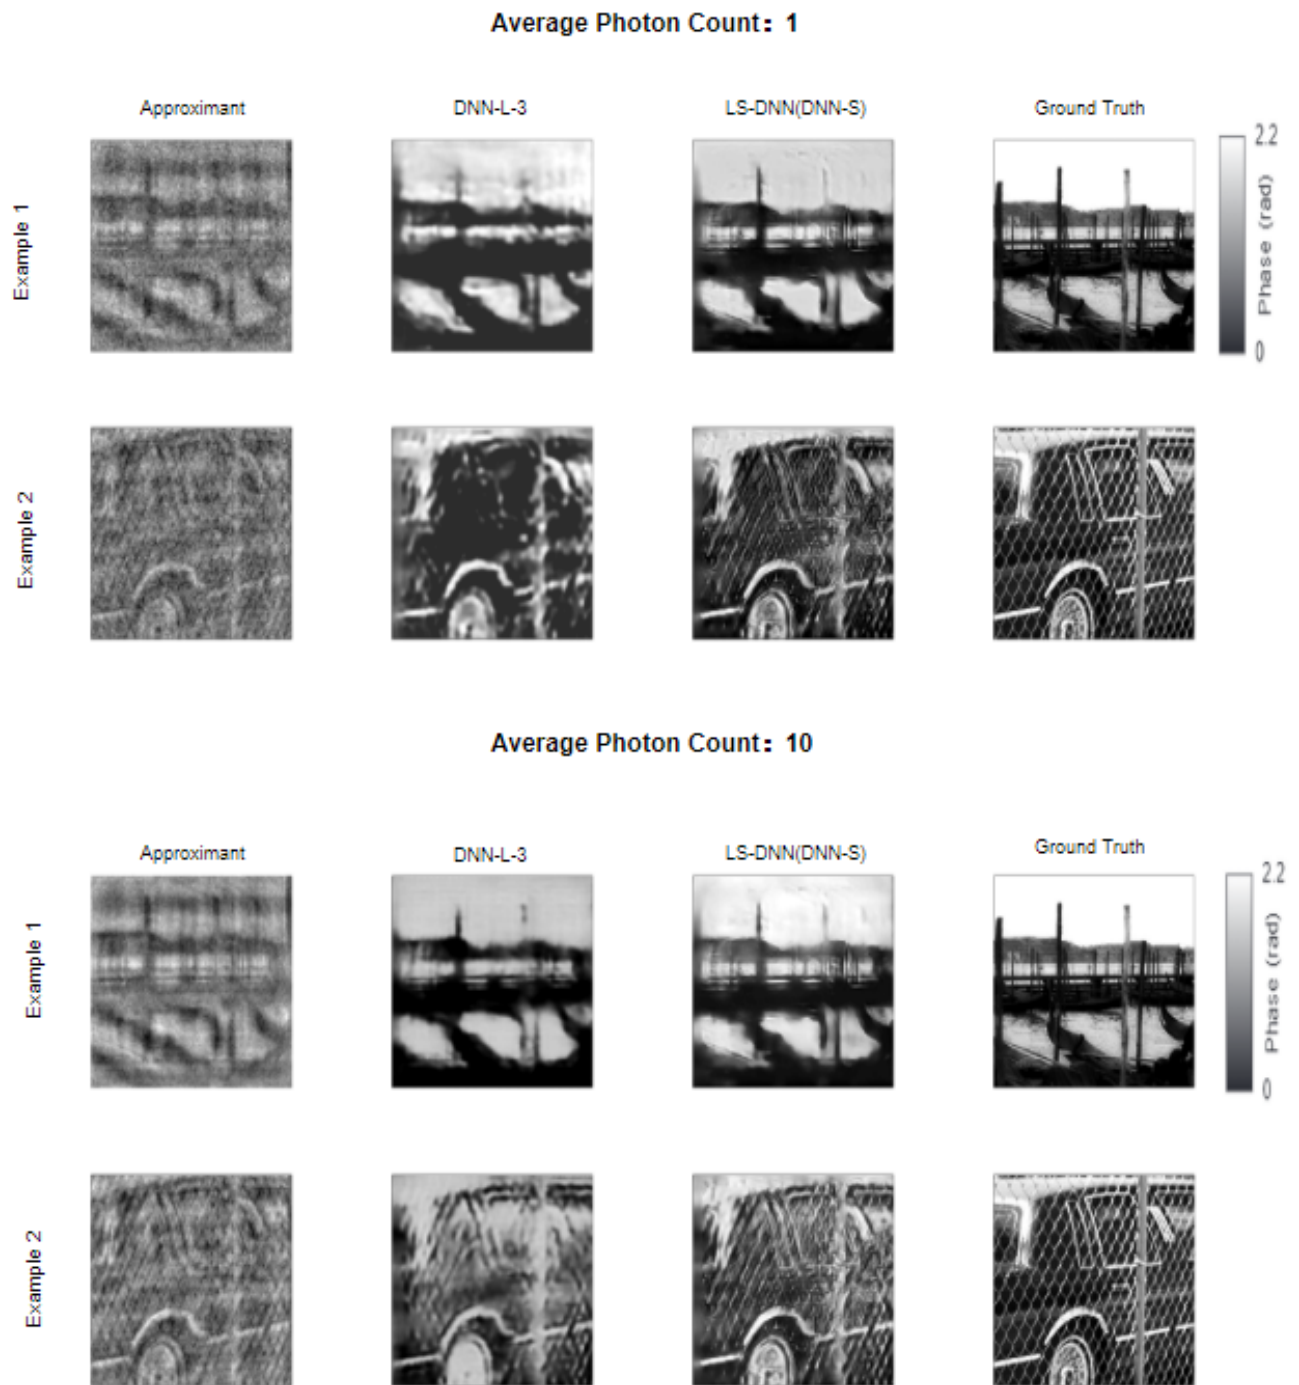 Average Photon Count: 1
Approximant DNN-L-3 LS-DNN(DNN-S) Ground Truth
2.2
Example 1
Phase (rad)
0
Example 2
Average Photon Count: 10
Approximant DNN-L-3 LS-DNN(DNN-S) Ground Truth
2.2
Example 1
Phase (rad)
0
Example 2